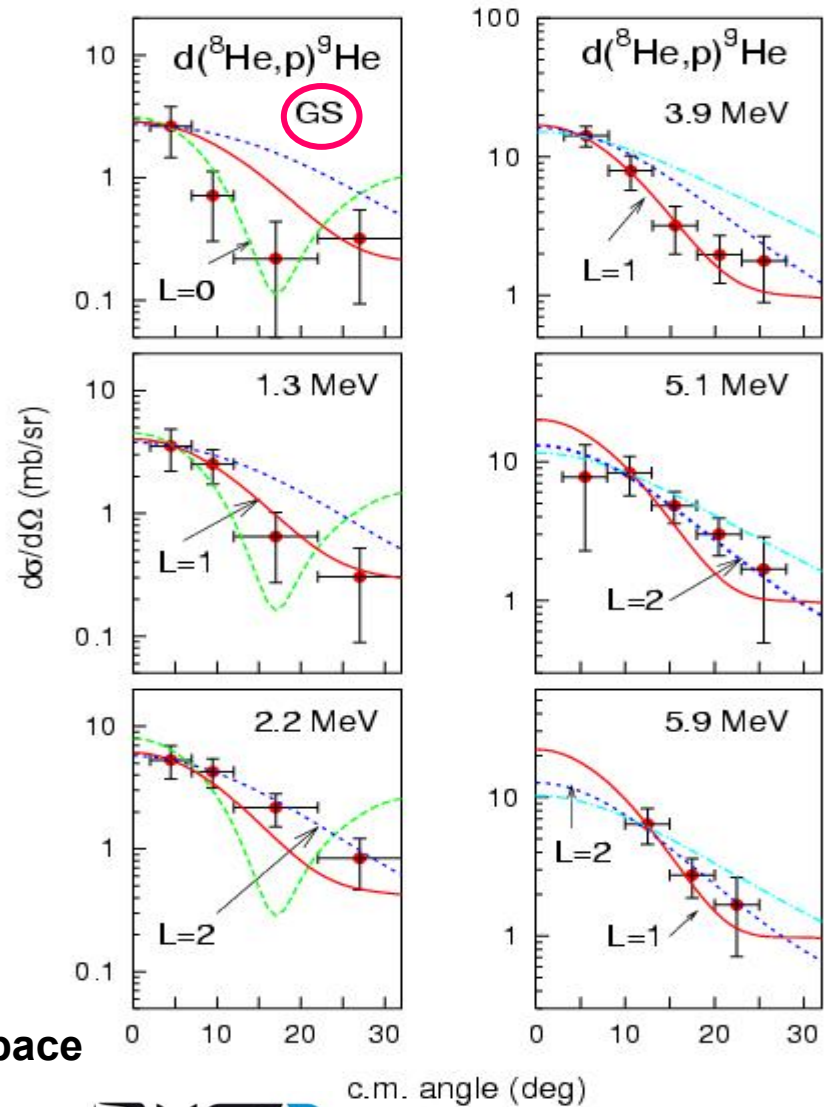 d(⁸He,p)⁹He
GS
L=0
10
1
0.1
d(⁸He,p)⁹He
3.9 MeV
L=1
100
10
1
dσ/dΩ (mb/sr)
1.3 MeV
L=1
10
1
0.1
5.1 MeV
L=2
10
1
2.2 MeV
L=2
10
1
0.1
0 10 20 30
5.9 MeV
L=2
L=1
10
1
0 10 20 30
c.m. angle (deg)